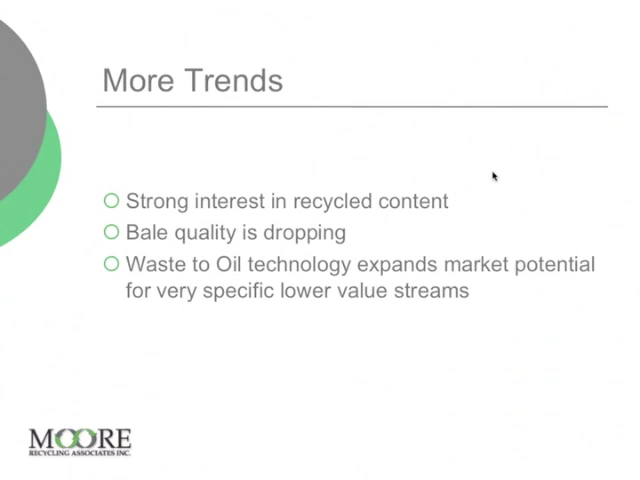 More Trends
Strong interest in recycled content
Bale quality is dropping
Waste to Oil technology expands market potential
for very specific lower value streams
MOORE
RECYCLING ASSOCIATES INC.